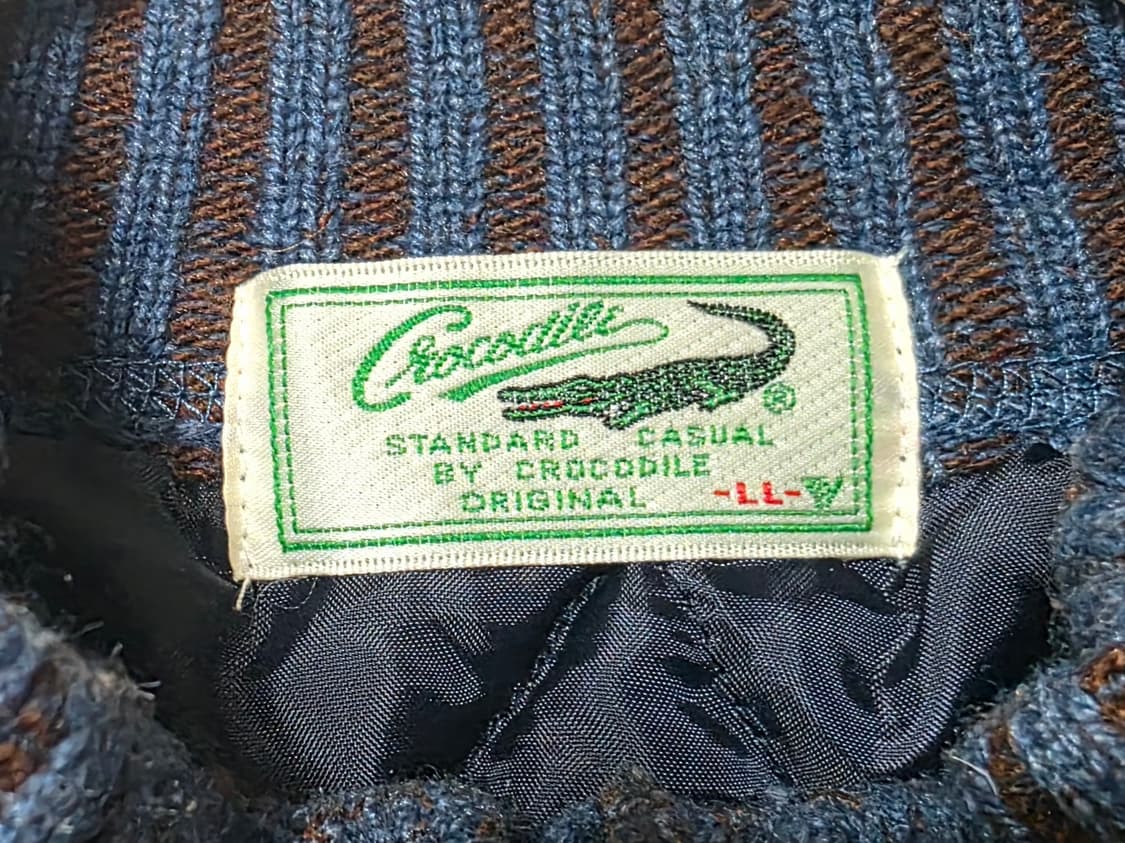 Crocodile
®
STANDARD CASUAL
BY CROCODILE
ORIGINAL
-LL-